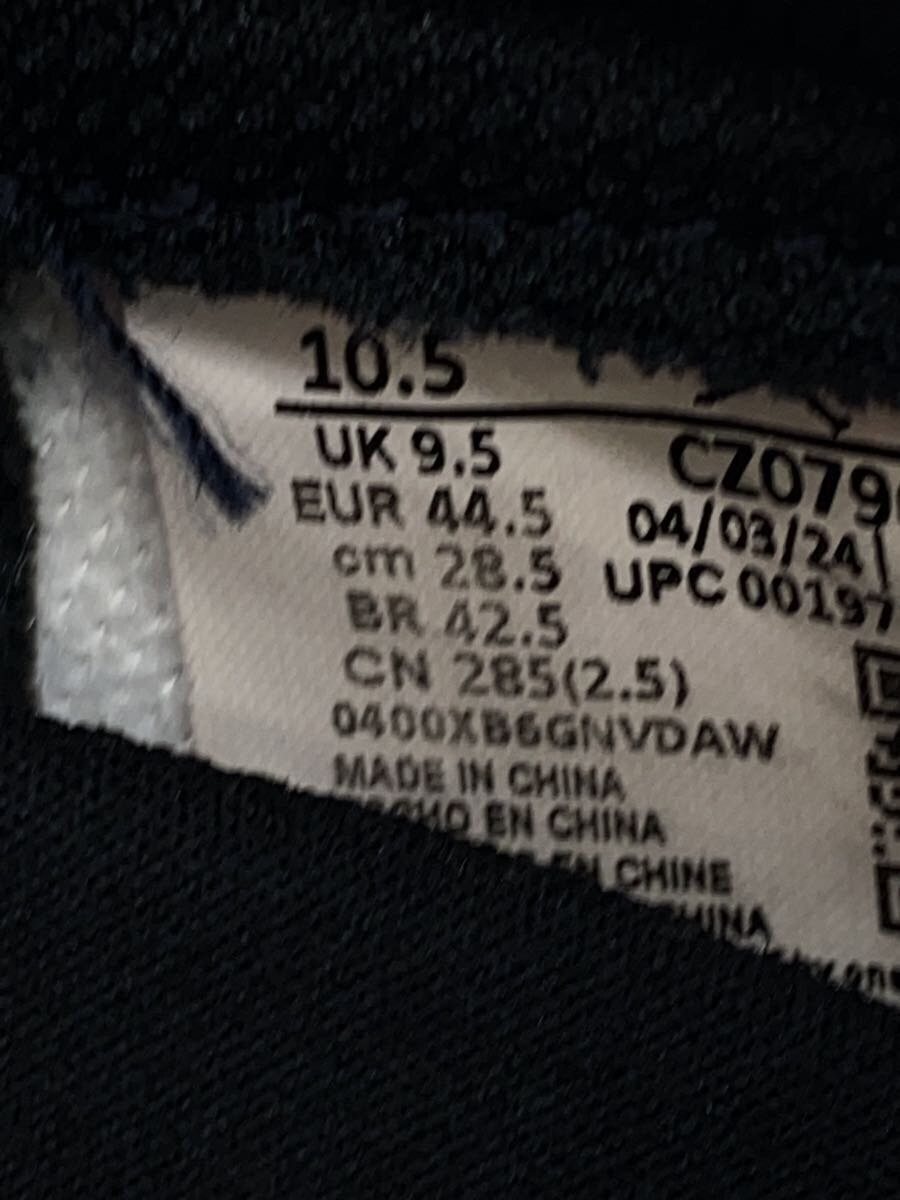 10.5
UK 9.5
EUR 44.5
cm 28.5
BR 42.5
CN 285(2.5)
0400XB6GNVDAW
MADE IN CHINA
EN CHINA
EN CHINE
CZ079
04/03/24
UPC 00197